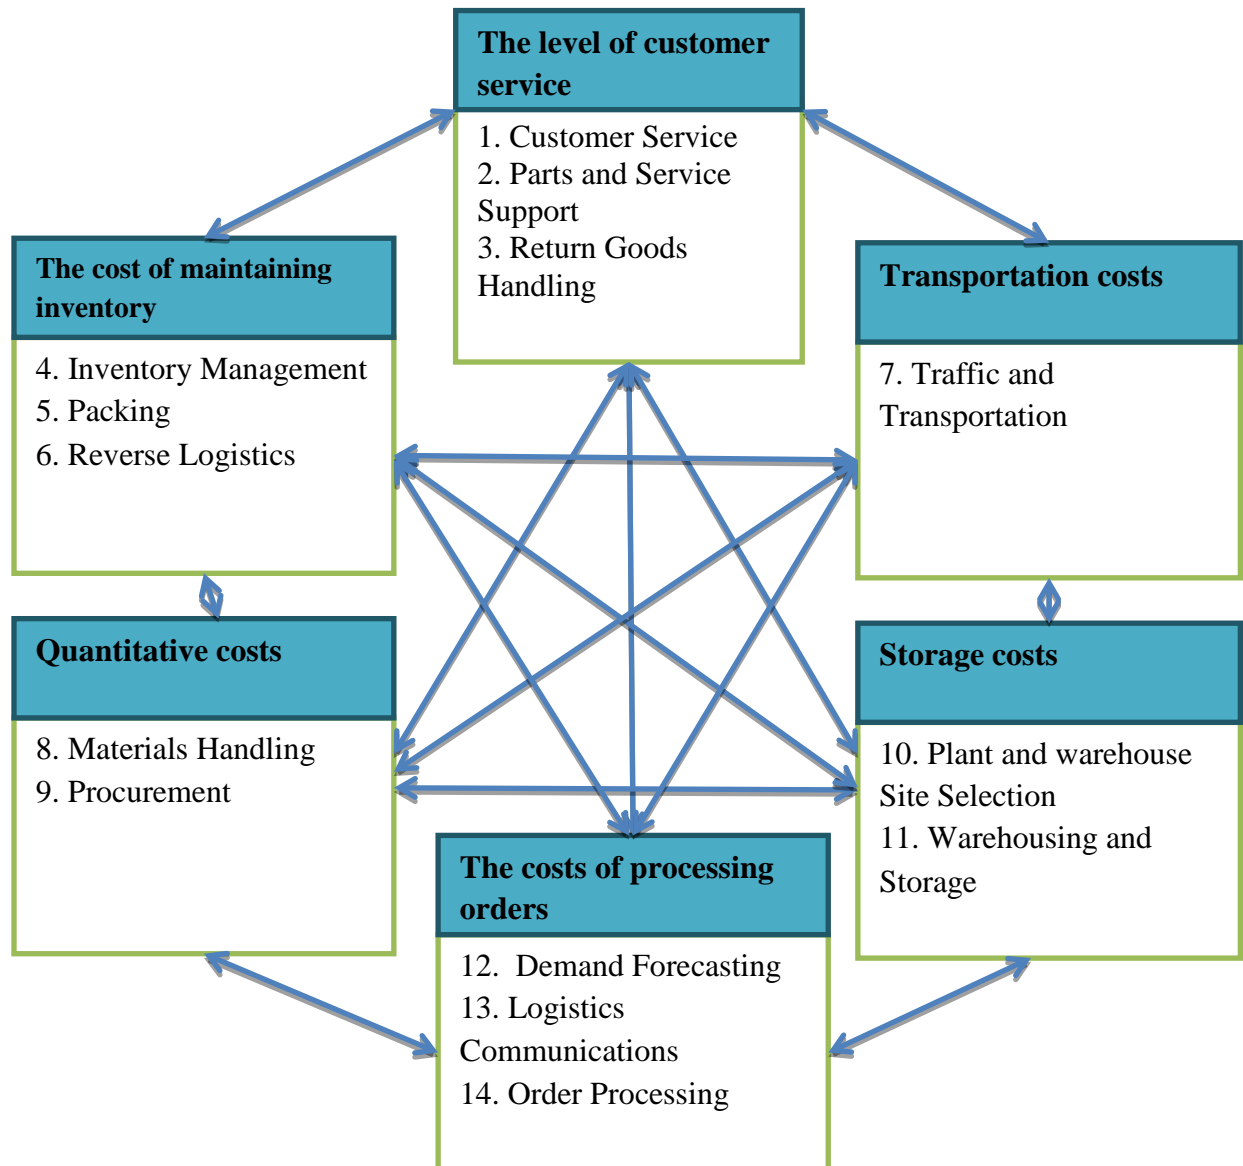 The level of customer
service
1. Customer Service
2. Parts and Service
Support
3. Return Goods
Handling
The cost of maintaining
inventory
4. Inventory Management
5. Packing
6. Reverse Logistics
Transportation costs
7. Traffic and
Transportation
Quantitative costs
8. Materials Handling
9. Procurement
Storage costs
10. Plant and warehouse
Site Selection
11. Warehousing and
Storage
The costs of processing
orders
12. Demand Forecasting
13. Logistics
Communications
14. Order Processing